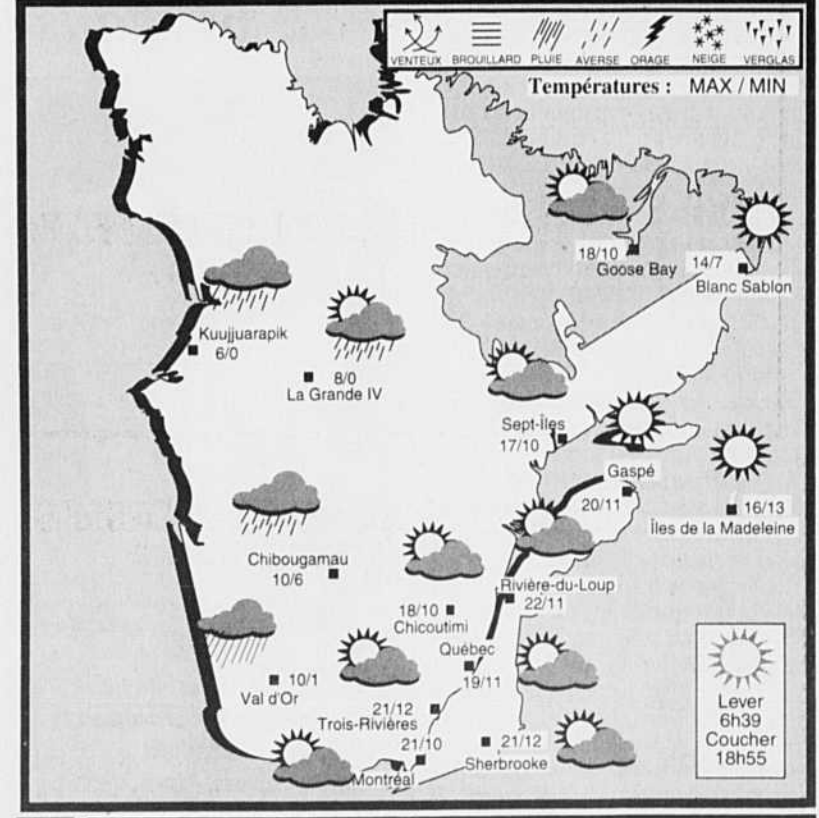 VENTEUX BROUILLARD PLUIE AVERSE ORAGE NEIGE VERGLAS
Températures : MAX / MIN
18/10
Goose Bay
14/7
Blanc Sablon
Kuujjuarapik
6/0
8/0
La Grande IV
Sept-Îles
17/10
Gaspé
20/11
16/13
Îles de la Madeleine
Chibougamau
10/6
18/10
Chicoutimi
Rivière-du-Loup
22/11
Québec
19/11
10/1
Val d'Or
21/12
Trois-Rivières
21/10
Montréal
21/12
Sherbrooke
Lever
6h39
Coucher
18h55